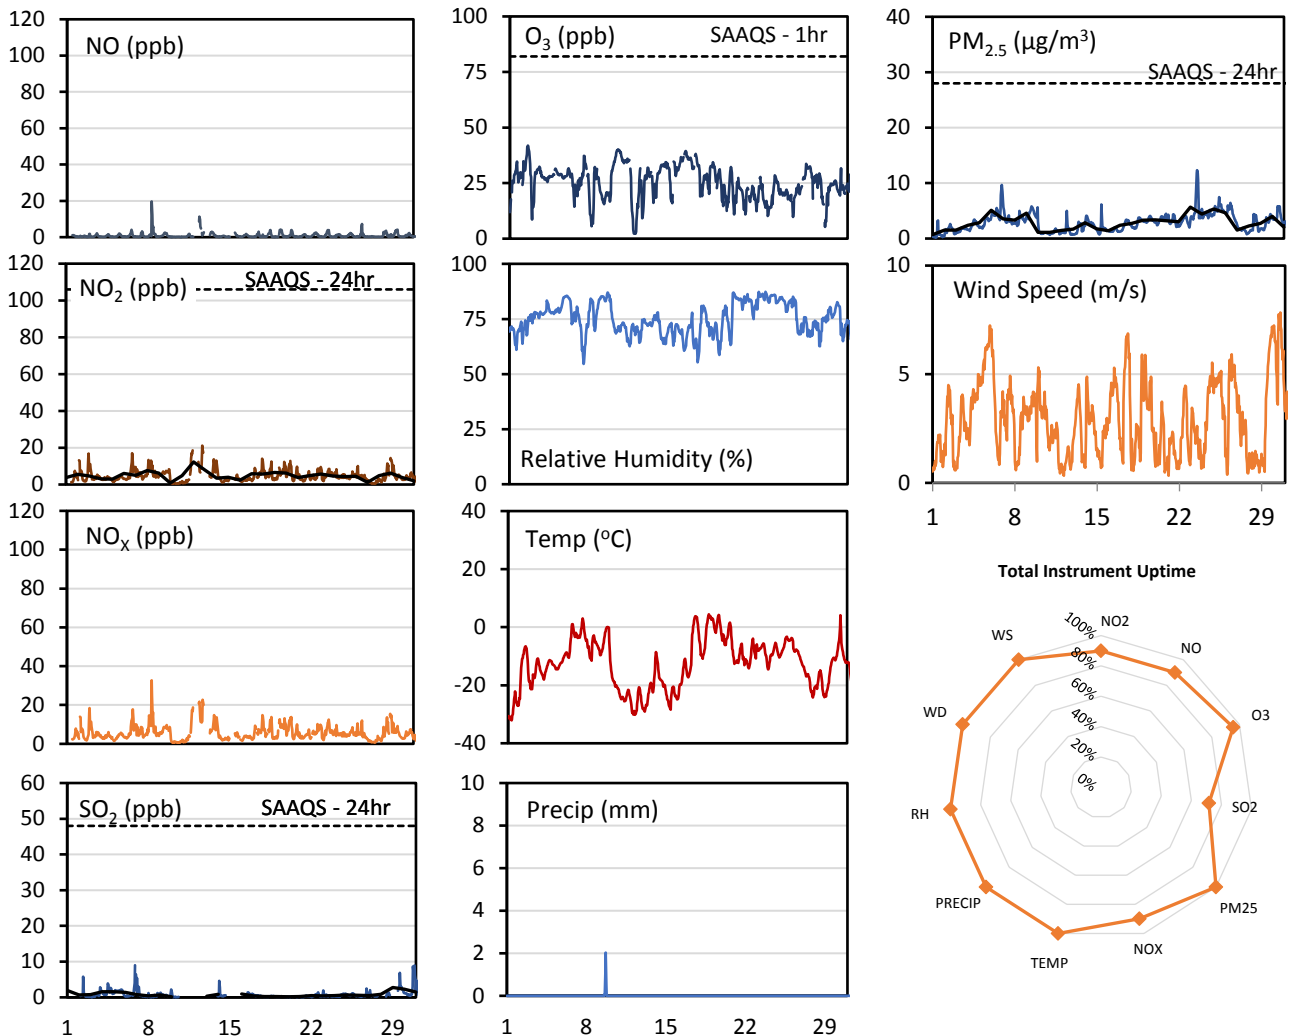 120
100
80
60
40
20
0
NO (ppb)
100
75
50
25
0
O3 (ppb)
SAAQS - 1hr
40
30
20
10
0
PM2.5 (µg/m³)
SAAQS - 24hr
120
100
80
60
40
20
0
NO2 (ppb)
SAAQS - 24hr
100
75
50
25
0
Relative Humidity (%)
10
5
0
Wind Speed (m/s)
1 8 15 22 29
120
100
80
60
40
20
0
NOX (ppb)
40
20
0
-20
-40
Temp (oC)
Total Instrument Uptime
100%
80%
60%
40%
20%
0%
NO2
NO
O3
SO2
PM25
NOX
TEMP
PRECIP
RH
WD
WS
60
50
40
30
20
10
0
SO2 (ppb)
SAAQS - 24hr
1 8 15 22 29
10
8
6
4
2
0
Precip (mm)
1 8 15 22 29